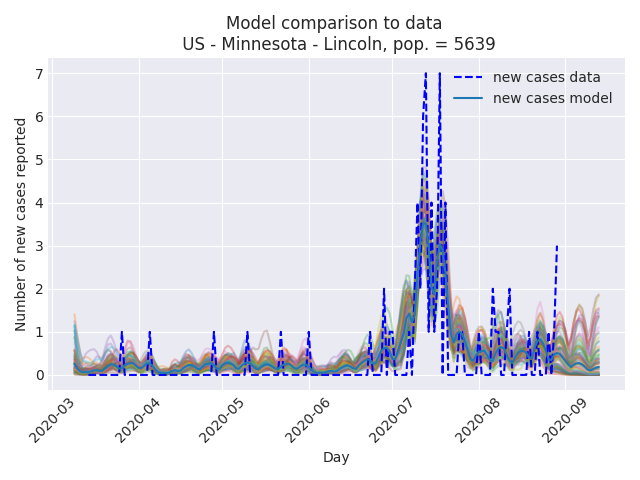 Model comparison to data
US - Minnesota - Lincoln, pop. = 5639
new cases data
new cases model
Number of new cases reported
7
6
5
4
3
2
1
0
2020-03
2020-04
2020-05
2020-06
2020-07
2020-08
2020-09
Day